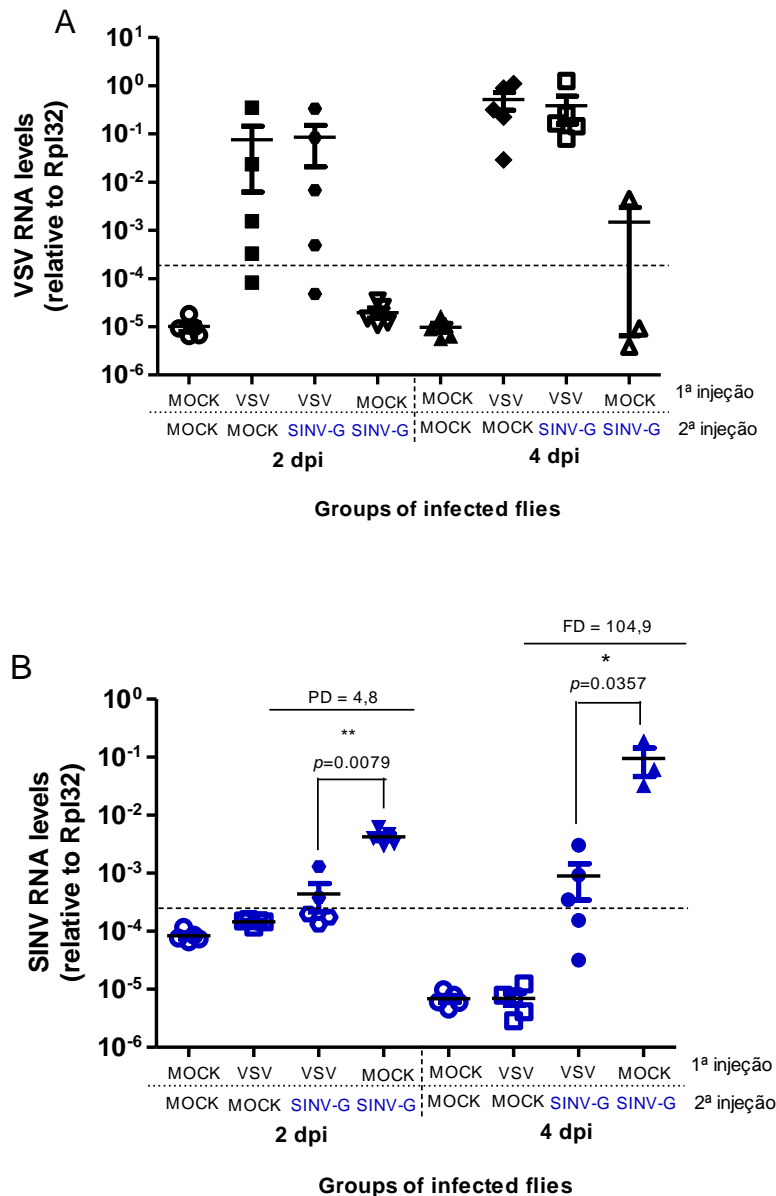 A
10¹
10⁰
10⁻¹
10⁻²
10⁻³
10⁻⁴
10⁻⁵
10⁻⁶
VSV RNA levels
(relative to Rpl32)
MOCK VSV VSV MOCK MOCK VSV VSV MOCK 1ª injeção
MOCK MOCK SINV-G SINV-G MOCK MOCK SINV-G SINV-G 2ª injeção
2 dpi 4 dpi
Groups of infected flies
B
FD = 104,9
*
p=0.0357
PD = 4,8
**
p=0.0079
10⁰
10⁻¹
10⁻²
10⁻³
10⁻⁴
10⁻⁵
10⁻⁶
SINV RNA levels
(relative to Rpl32)
MOCK VSV VSV MOCK MOCK VSV VSV MOCK 1ª injeção
MOCK MOCK SINV-G SINV-G MOCK MOCK SINV-G SINV-G 2ª injeção
2 dpi 4 dpi
Groups of infected flies